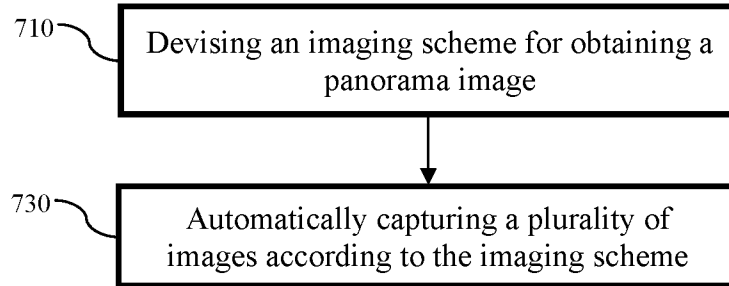 710
Devising an imaging scheme for obtaining a
panorama image
730
Automatically capturing a plurality of
images according to the imaging scheme